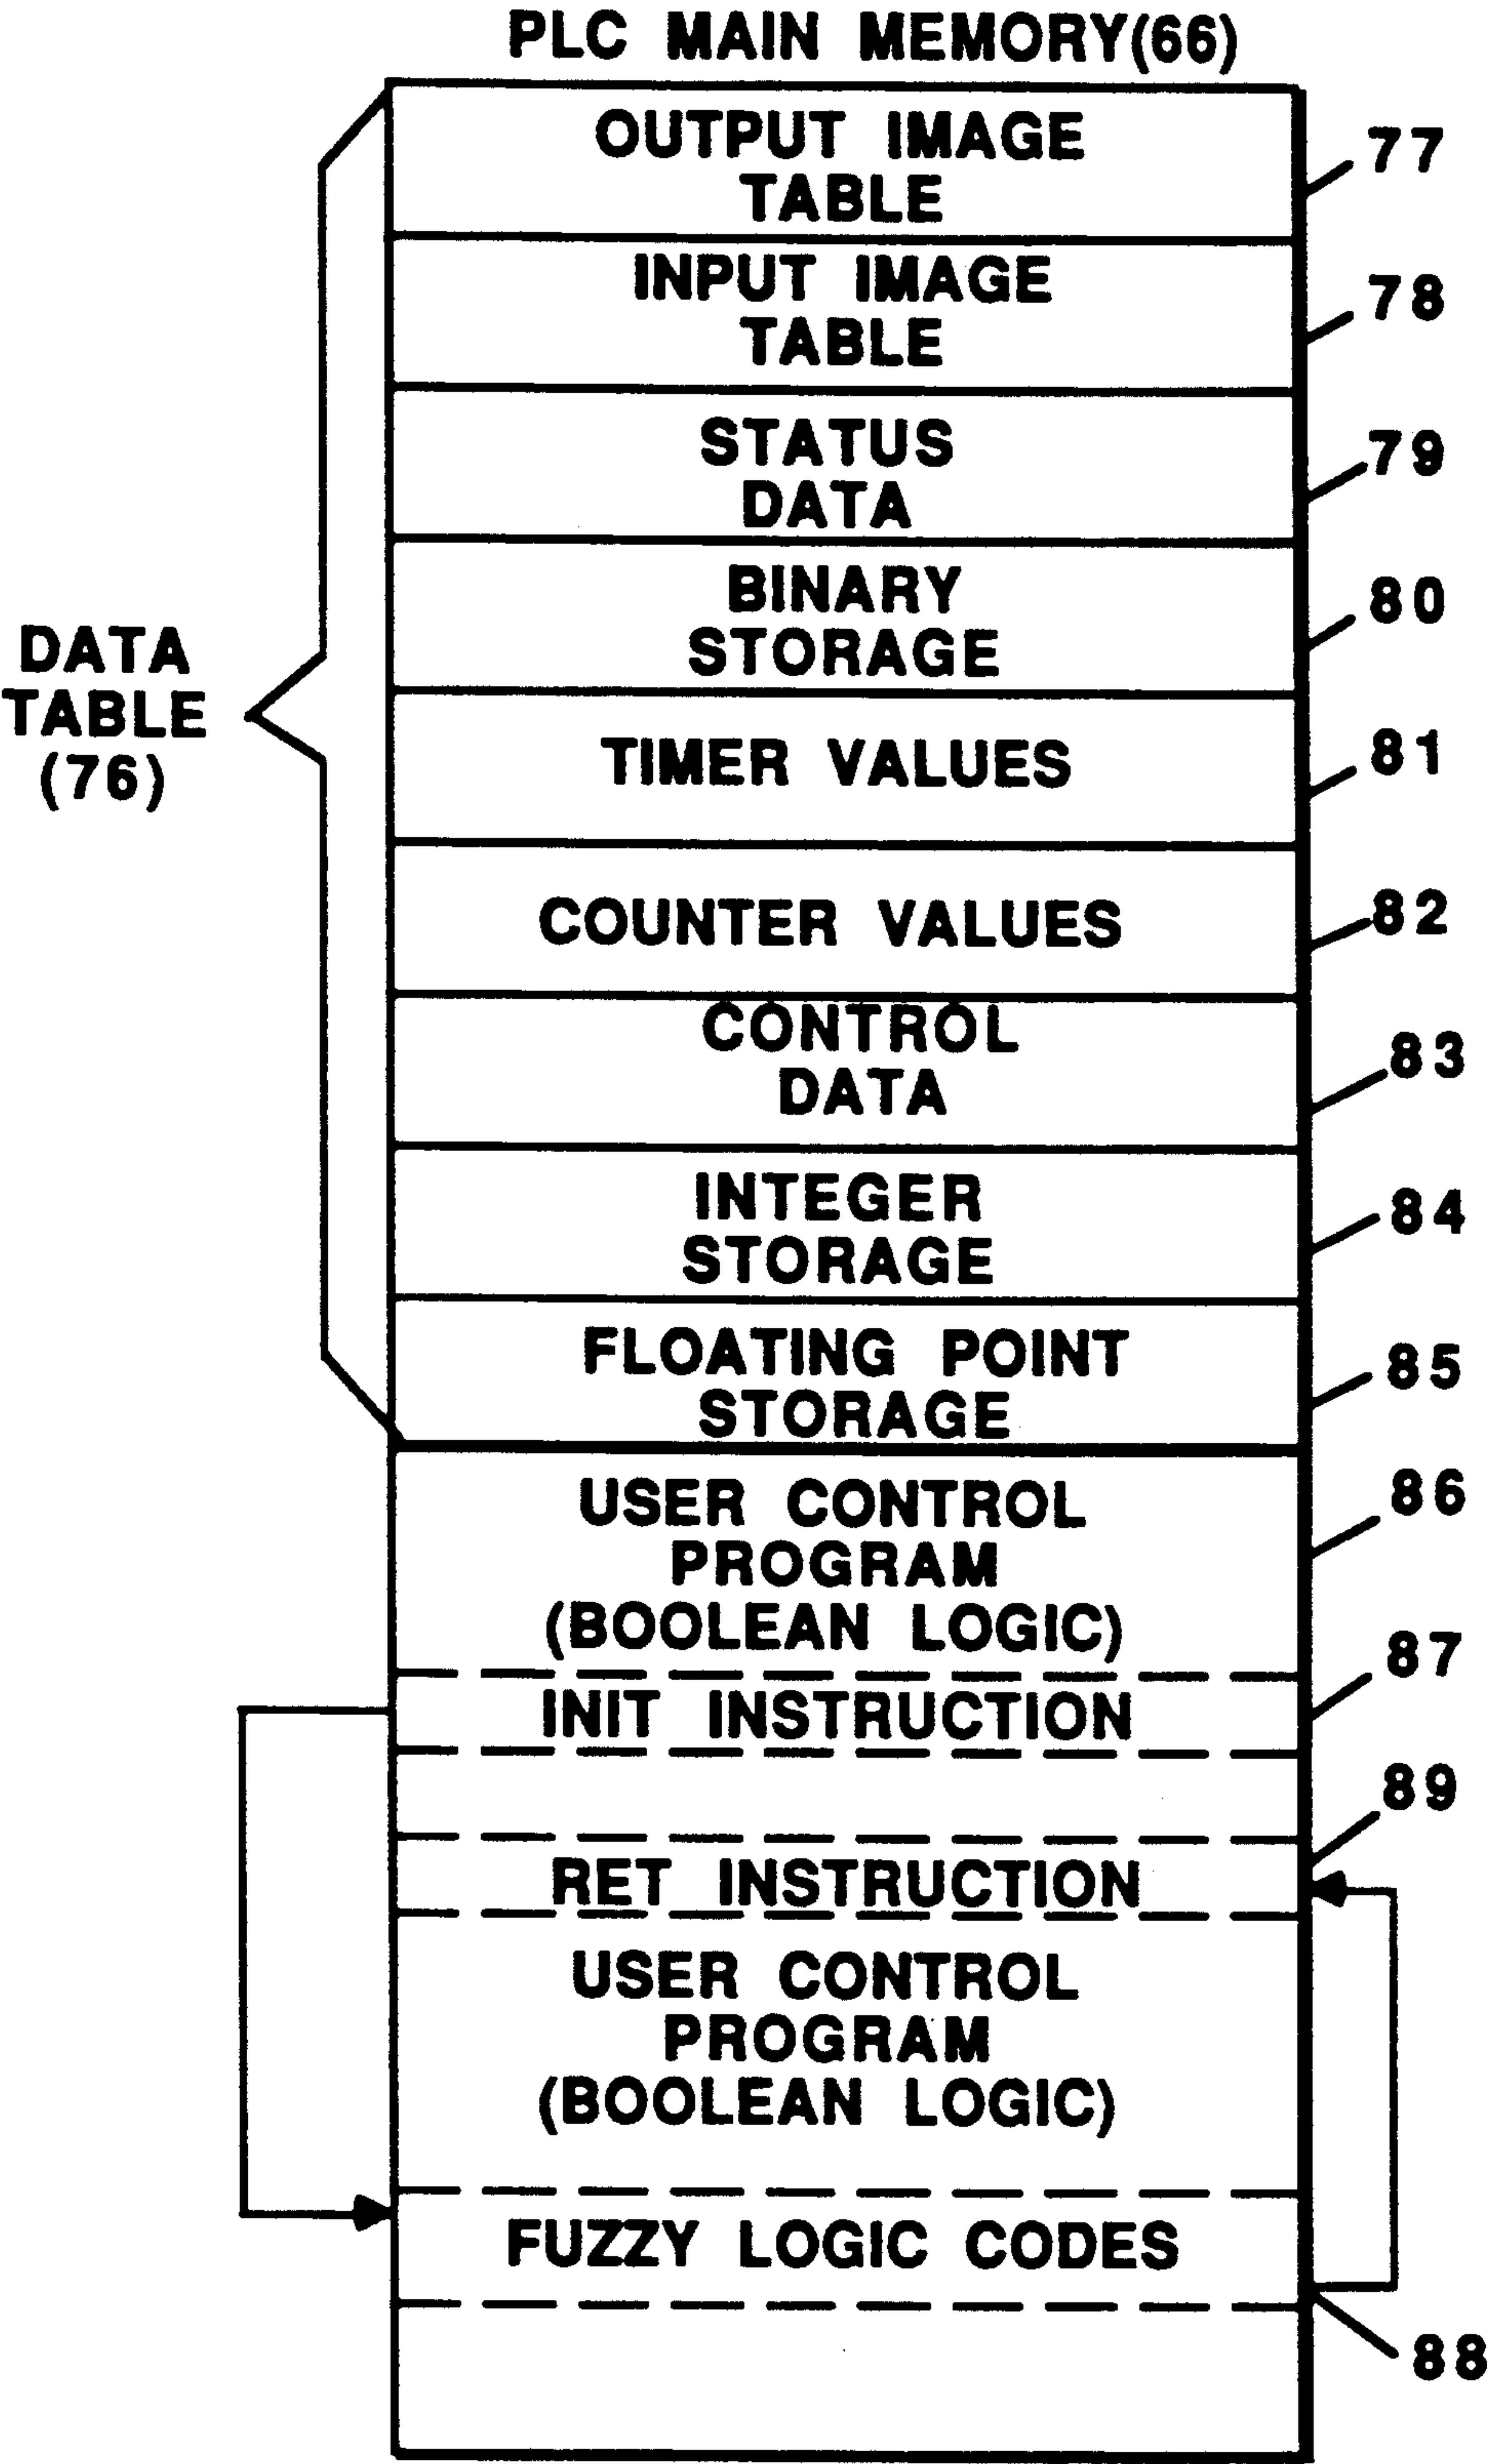 PLC MAIN MEMORY(66)
OUTPUT IMAGE
TABLE
77
INPUT IMAGE
TABLE
78
STATUS
DATA
79
BINARY
STORAGE
80
DATA
TABLE
(76)
TIMER VALUES
81
COUNTER VALUES
82
CONTROL
DATA
83
INTEGER
STORAGE
84
FLOATING POINT
STORAGE
85
USER CONTROL
PROGRAM
(BOOLEAN LOGIC)
86
INIT INSTRUCTION
87
RET INSTRUCTION
89
USER CONTROL
PROGRAM
(BOOLEAN LOGIC)
FUZZY LOGIC CODES
88